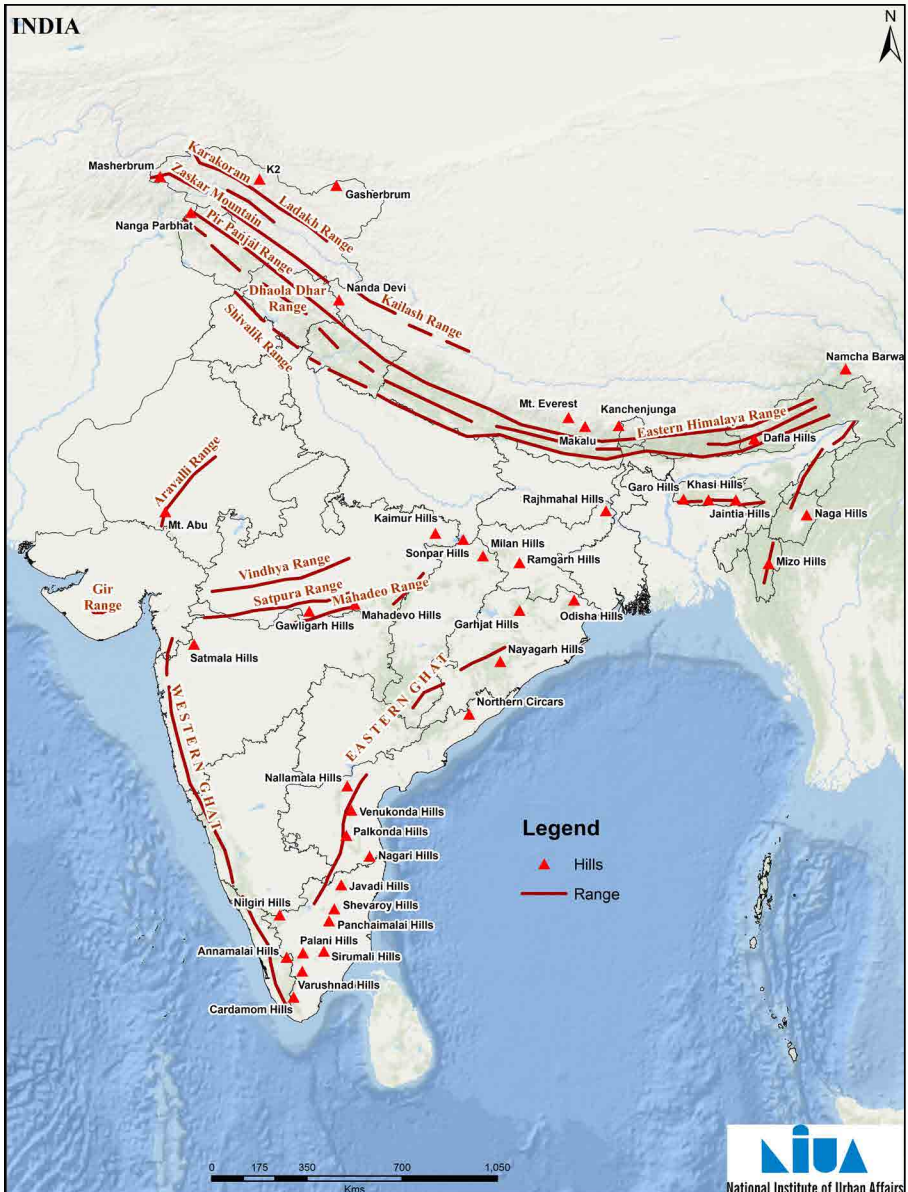 INDIA
N
Masherbrum
Karakoram
K2
Gasherbrum
Zaskar Mountain
Ladakh Range
Nanga Parbhat
Pir Panjal Range
Dhaola Dhar
Range
Nanda Devi
Kailash Range
Shivalik Range
Namcha Barwa
Mt. Everest
Kanchenjunga
Makalu
Eastern Himalaya Range
Dafla Hills
Aravalli Range
Mt. Abu
Garo Hills
Khasi Hills
Rajhmahal Hills
Jaintia Hills
Naga Hills
Kaimur Hills
Sonpar Hills
Milan Hills
Ramgarh Hills
Mizo Hills
Vindhya Range
Gir
Range
Satpura Range
Mahadeo Range
Gawligarh Hills
Mahadevo Hills
Garhjat Hills
Odisha Hills
Satmala Hills
Nayagarh Hills
WESTERN GHAT
EASTERN GHAT
Northern Circars
Nallamala Hills
Venukonda Hills
Palkonda Hills
Nagari Hills
Javadi Hills
Nilgiri Hills
Shevaroy Hills
Panchaimalai Hills
Annamalai Hills
Palani Hills
Sirumali Hills
Varushnad Hills
Cardamom Hills
Legend
Hills
Range
0 175 350 700 1,050
Kms
NIUA
National Institute of Urban Affairs